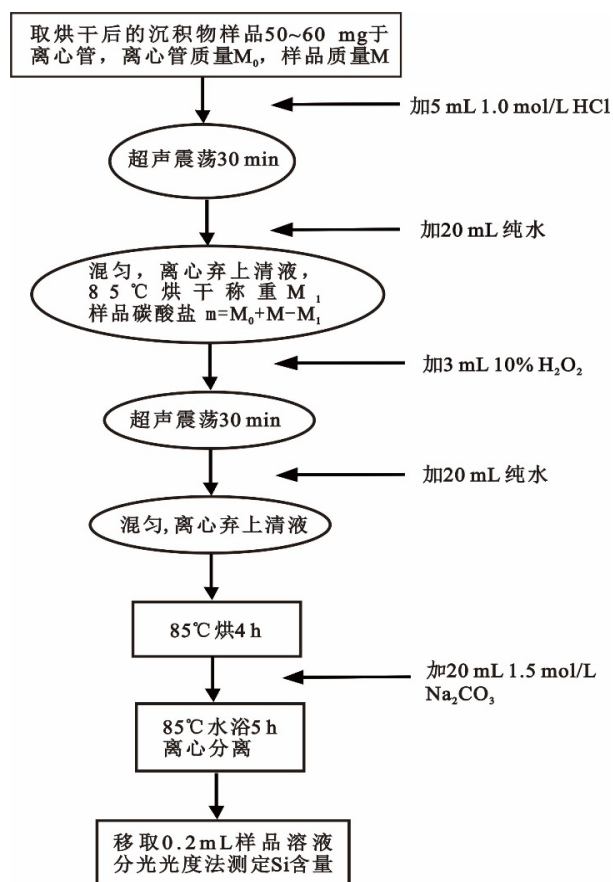 取烘干后的沉积物样品50~60 mg于
离心管，离心管质量M₀，样品质量M
加5 mL 1.0 mol/L HCl
超声震荡30 min
加20 mL 纯水
混匀，离心弃上清液，
85℃烘干称重M₁
样品碳酸盐 m=M₀+M−M₁
加3 mL 10% H₂O₂
超声震荡30 min
加20 mL 纯水
混匀,离心弃上清液
85℃烘4 h
加20 mL 1.5 mol/L
Na₂CO₃
85℃水浴5 h
离心分离
移取0.2mL样品溶液
分光光度法测定Si含量